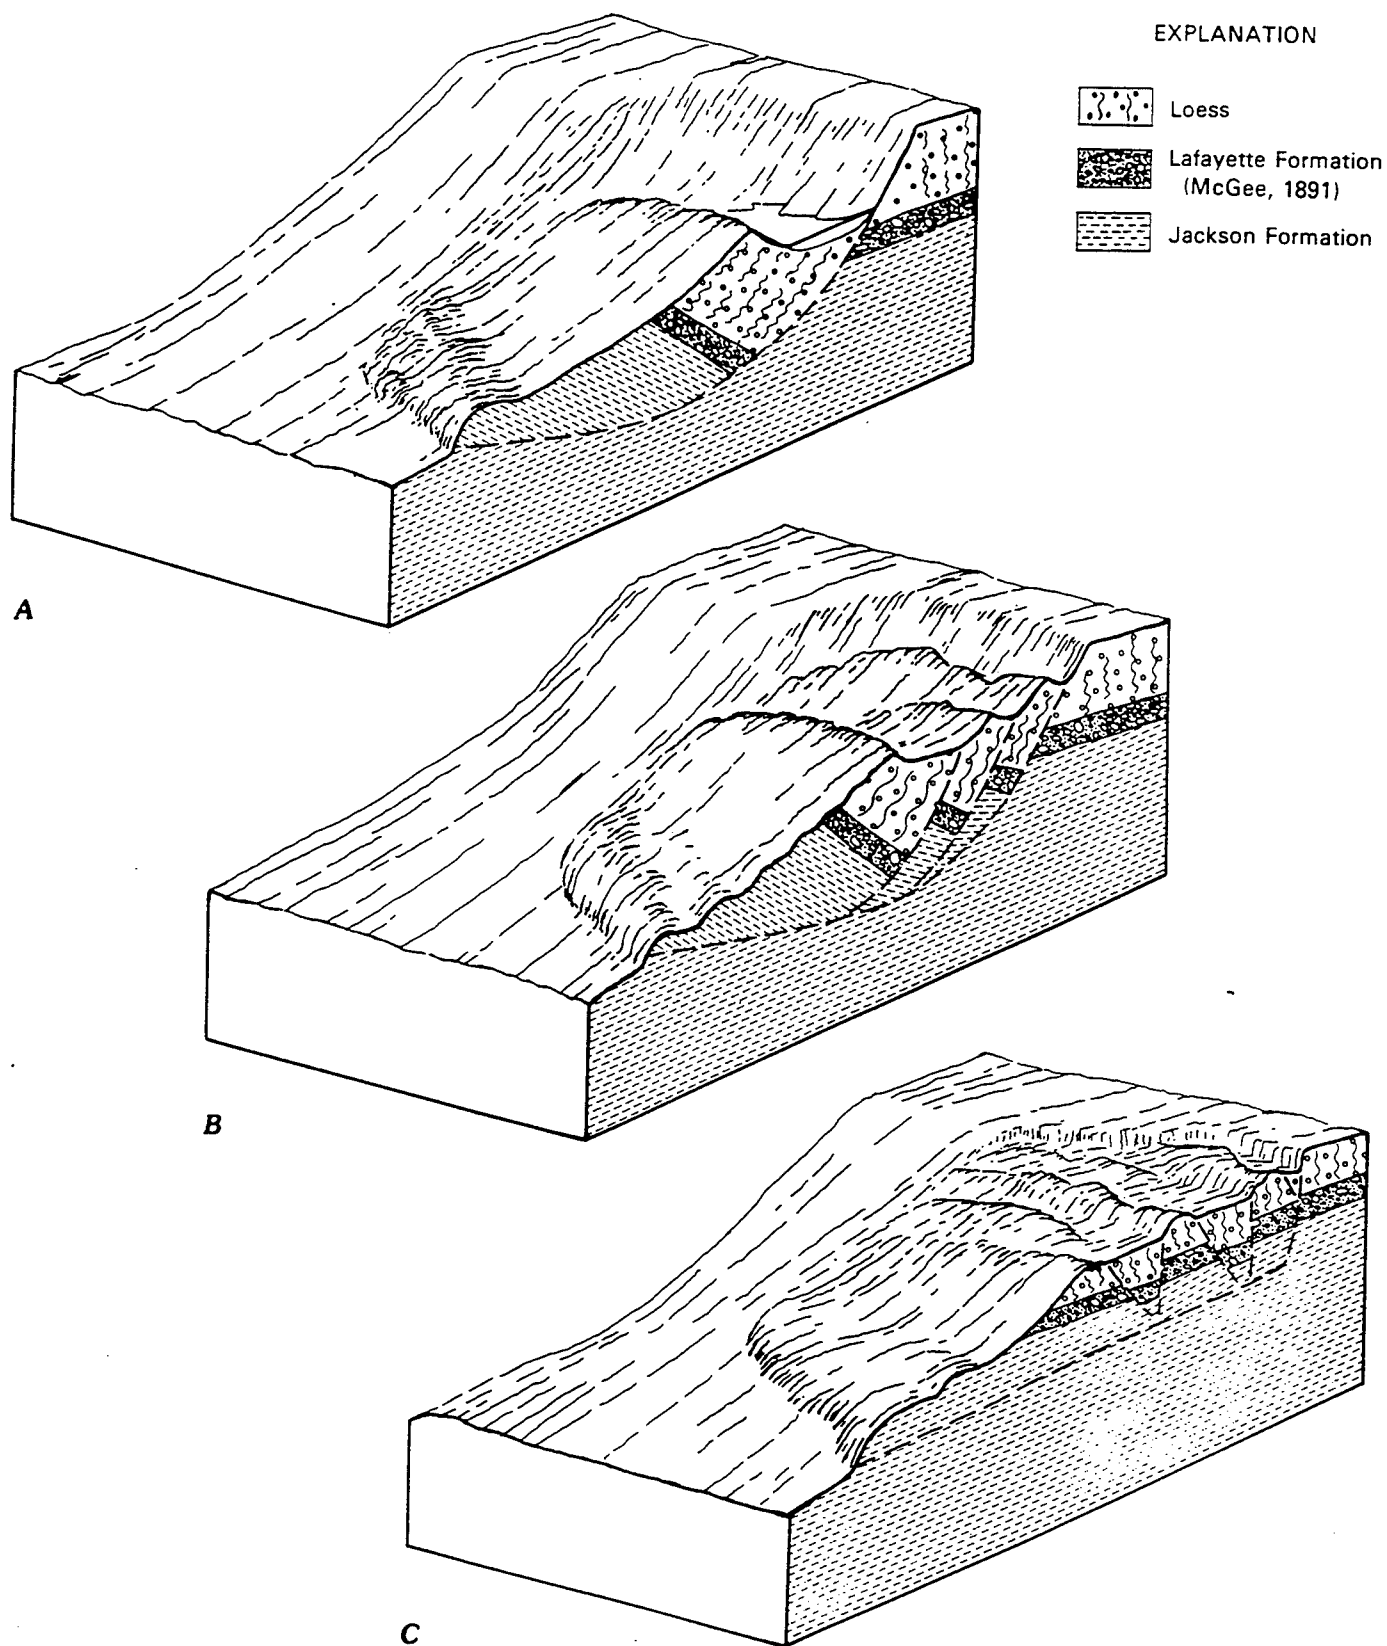 EXPLANATION
Loess
Lafayette Formation
(McGee, 1891)
Jackson Formation
A
B
C